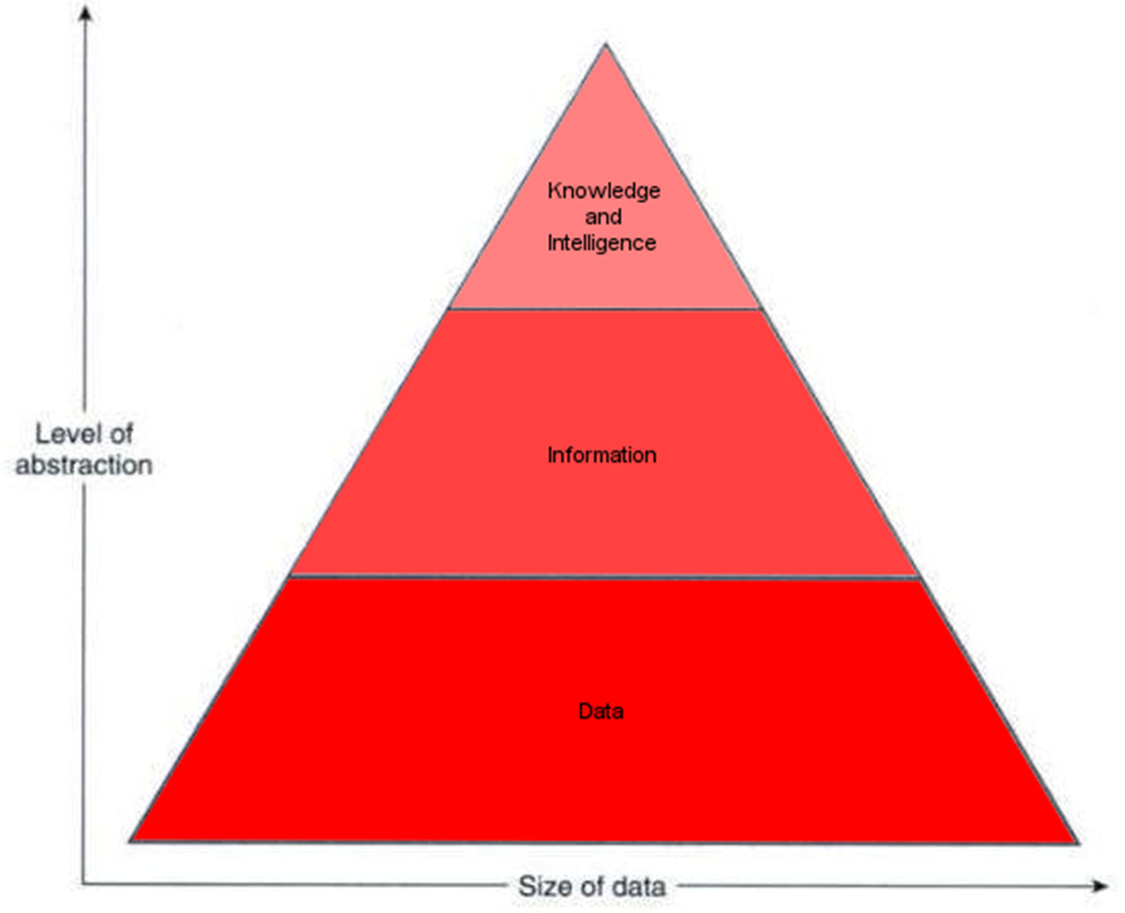 Knowledge
and
Intelligence
Information
Level of
abstraction
Data
Size of data